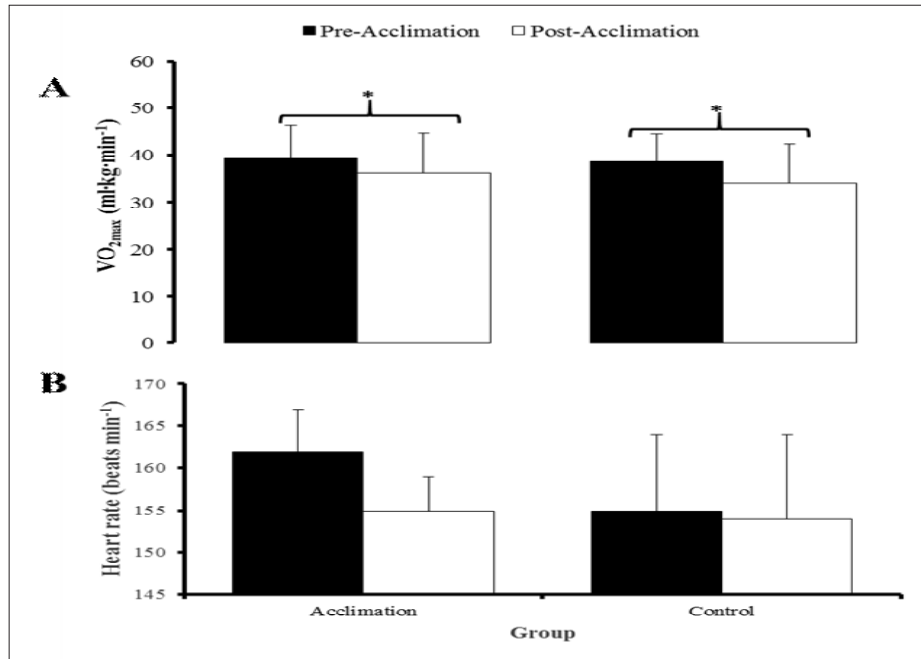 ■Pre-Acclimation □Post-Acclimation
A
60
50
40
30
20
10
0
VO₂max (ml·kg·min⁻¹)
*
*
B
170
165
160
155
150
145
Heart rate (beats min⁻¹)
Acclimation Control
Group